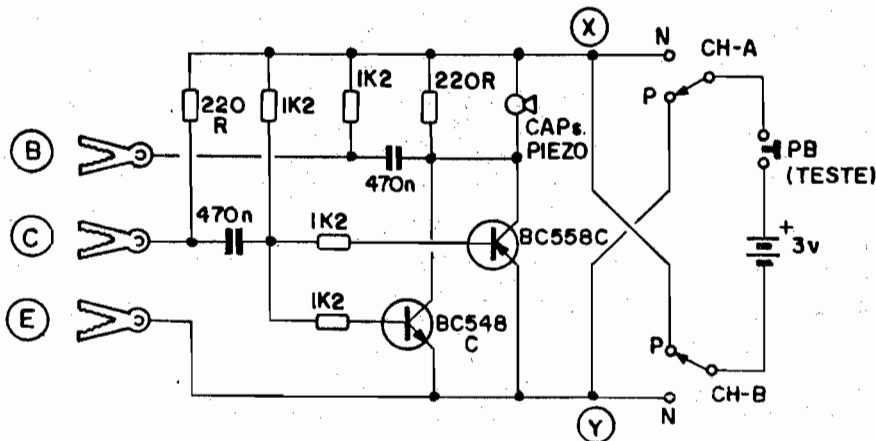 X
N
CH-A
1K2
220R
220
R
1K2
P
CAPs.
PIEZO
PB
(TESTE)
B
470n
470n
1K2
C
BC558C
+
3v
1K2
E
BC548
C
P
CH-B
N
Y